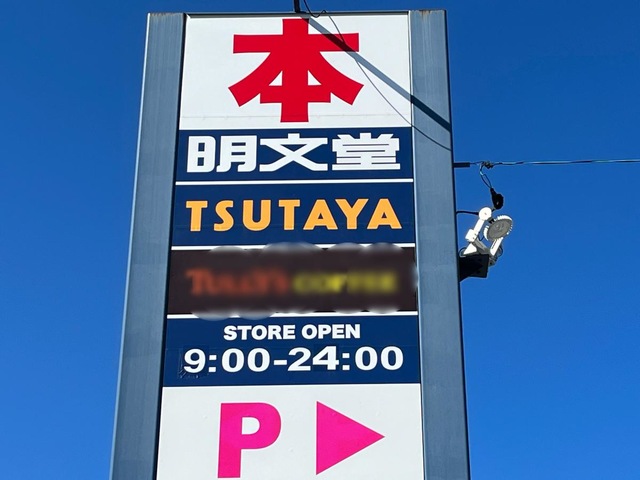 本
明文堂
TSUTAYA
STORE OPEN
9:00-24:00
P